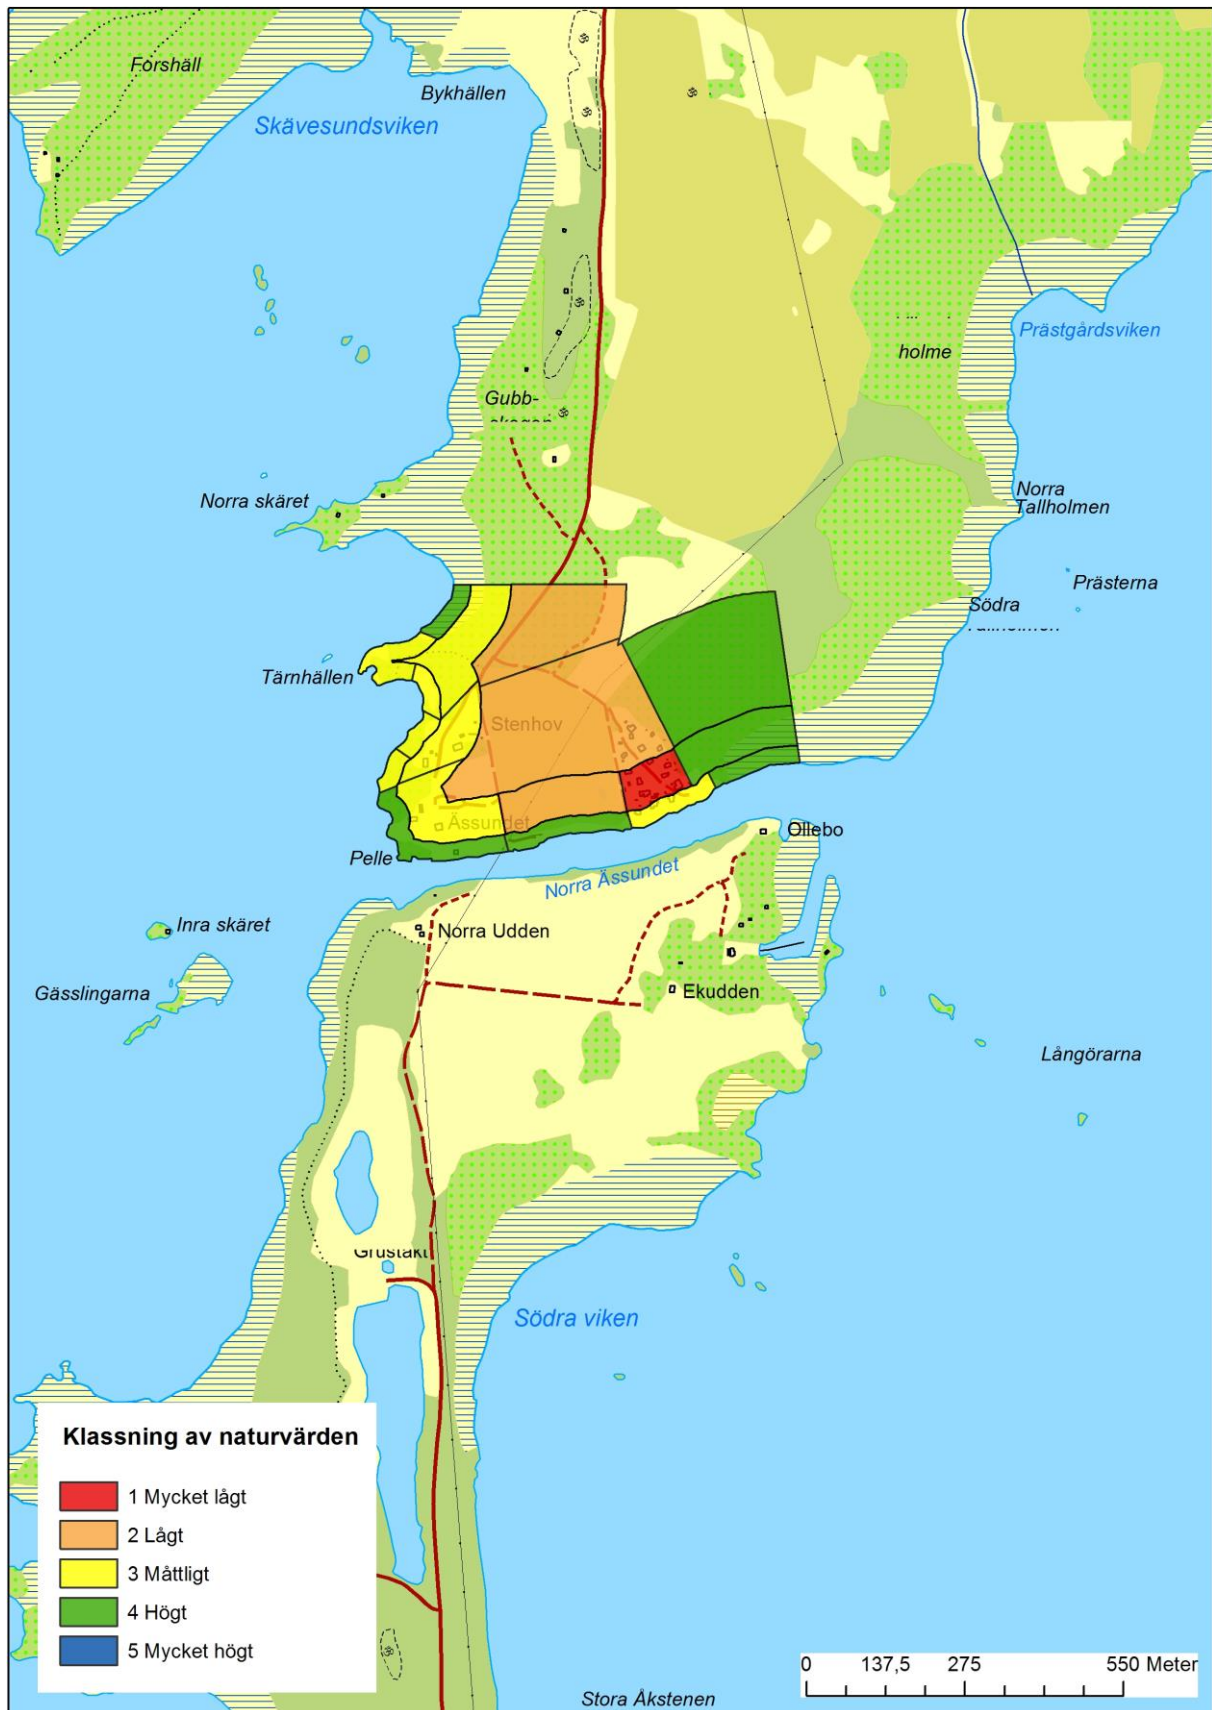 Forshäll
Bykhällen
Skävesundsviken
Prästgårdsviken
holme
Gubb-
Norra skäret
Norra
Tallholmen
Prästerna
Södra
Tärnhällen
Stenhov
Ässundet
Ollebo
Pelle
Norra Ässundet
Inra skäret
Norra Udden
Gässlingarna
Ekudden
Långörarna
Grustäkt
Södra viken
Klassning av naturvärden
1 Mycket lågt
2 Lågt
3 Måttligt
4 Högt
5 Mycket högt
0 137,5 275 550 Meter
Stora Åkstenen